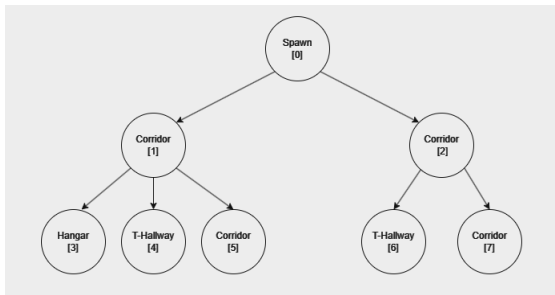 Spawn
[0]
Corridor
[1]
Corridor
[2]
Hangar
[3]
T-Hallway
[4]
Corridor
[5]
T-Hallway
[6]
Corridor
[7]